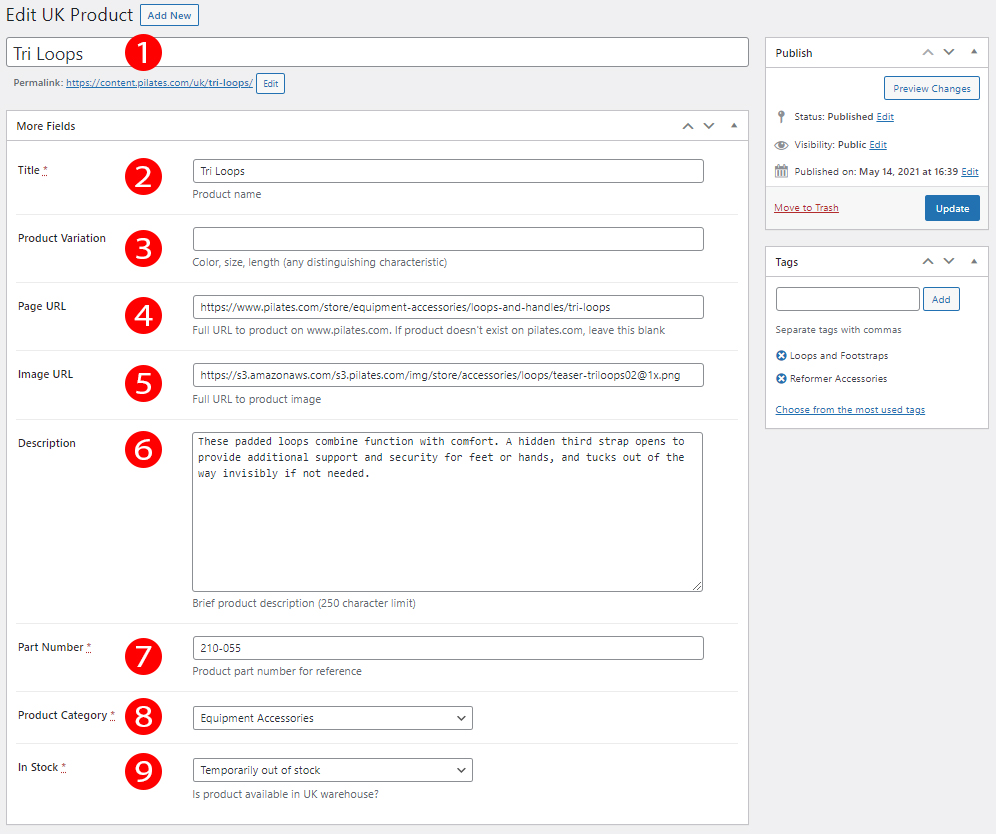 Edit UK Product Add New
Tri Loops 1
Permalink: https://content.pilates.com/uk/tri-loops/ Edit
More Fields
Title * 2 Tri Loops
Product name
Product Variation 3
Color, size, length (any distinguishing characteristic)
Page URL 4 https://www.pilates.com/store/equipment-accessories/loops-and-handles/tri-loops
Full URL to product on www.pilates.com. If product doesn't exist on pilates.com, leave this blank
Image URL 5 https://s3.amazonaws.com/s3.pilates.com/img/store/accessories/loops/teaser-triloops02@1x.png
Full URL to product image
Description 6 These padded loops combine function with comfort. A hidden third strap opens to
provide additional support and security for feet or hands, and tucks out of the
way invisibly if not needed.
Brief product description (250 character limit)
Part Number * 7 210-055
Product part number for reference
Product Category * 8 Equipment Accessories
In Stock * 9 Temporarily out of stock
Is product available in UK warehouse?
Publish
Preview Changes
Status: Published Edit
Visibility: Public Edit
Published on: May 14, 2021 at 16:39 Edit
Move to Trash Update
Tags
Add
Separate tags with commas
Loops and Footstraps
Reformer Accessories
Choose from the most used tags